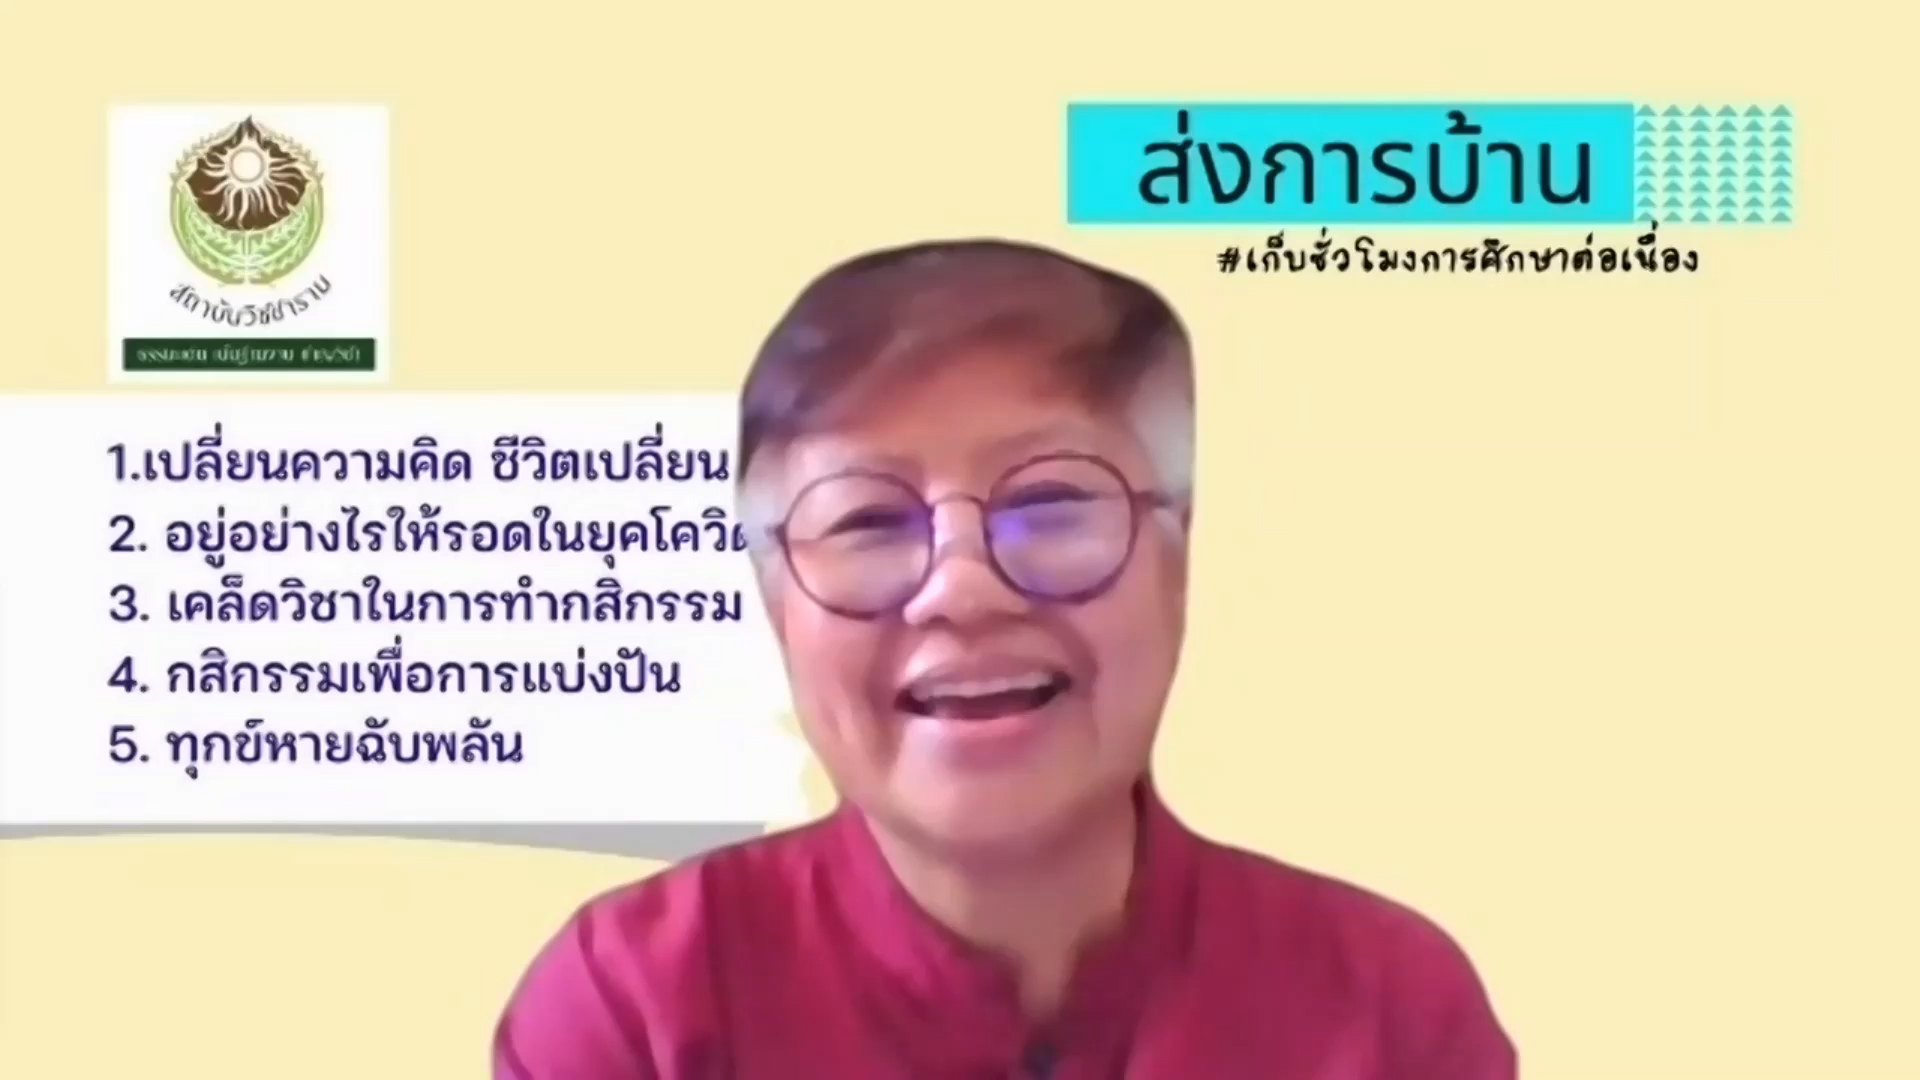 ส่งการบ้าน
#เก็บชั่วโมงการศึกษาต่อเนื่อง
สถาบันวิชชาราม
1.เปลี่ยนความคิด ชีวิตเปลี่ยน
2. อยู่อย่างไรให้รอดในยุคโควิด
3. เคล็ดวิชาในการทำกสิกรรม
4. กสิกรรมเพื่อการแบ่งปัน
5. ทุกข์หายฉับพลัน